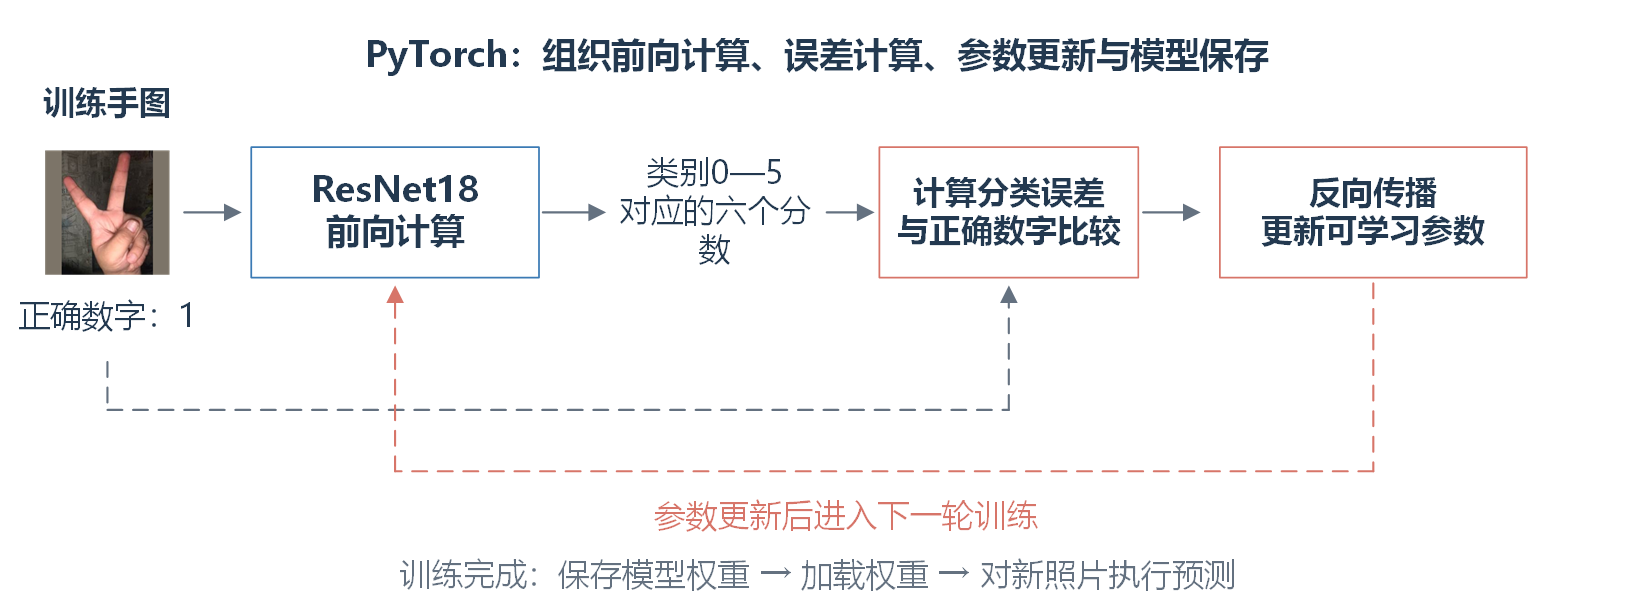 PyTorch：组织前向计算、误差计算、参数更新与模型保存
训练手图
ResNet18
前向计算
类别0—5
对应的六个分
数
计算分类误差
与正确数字比较
反向传播
更新可学习参数
正确数字：1
参数更新后进入下一轮训练
训练完成：保存模型权重 → 加载权重 → 对新照片执行预测